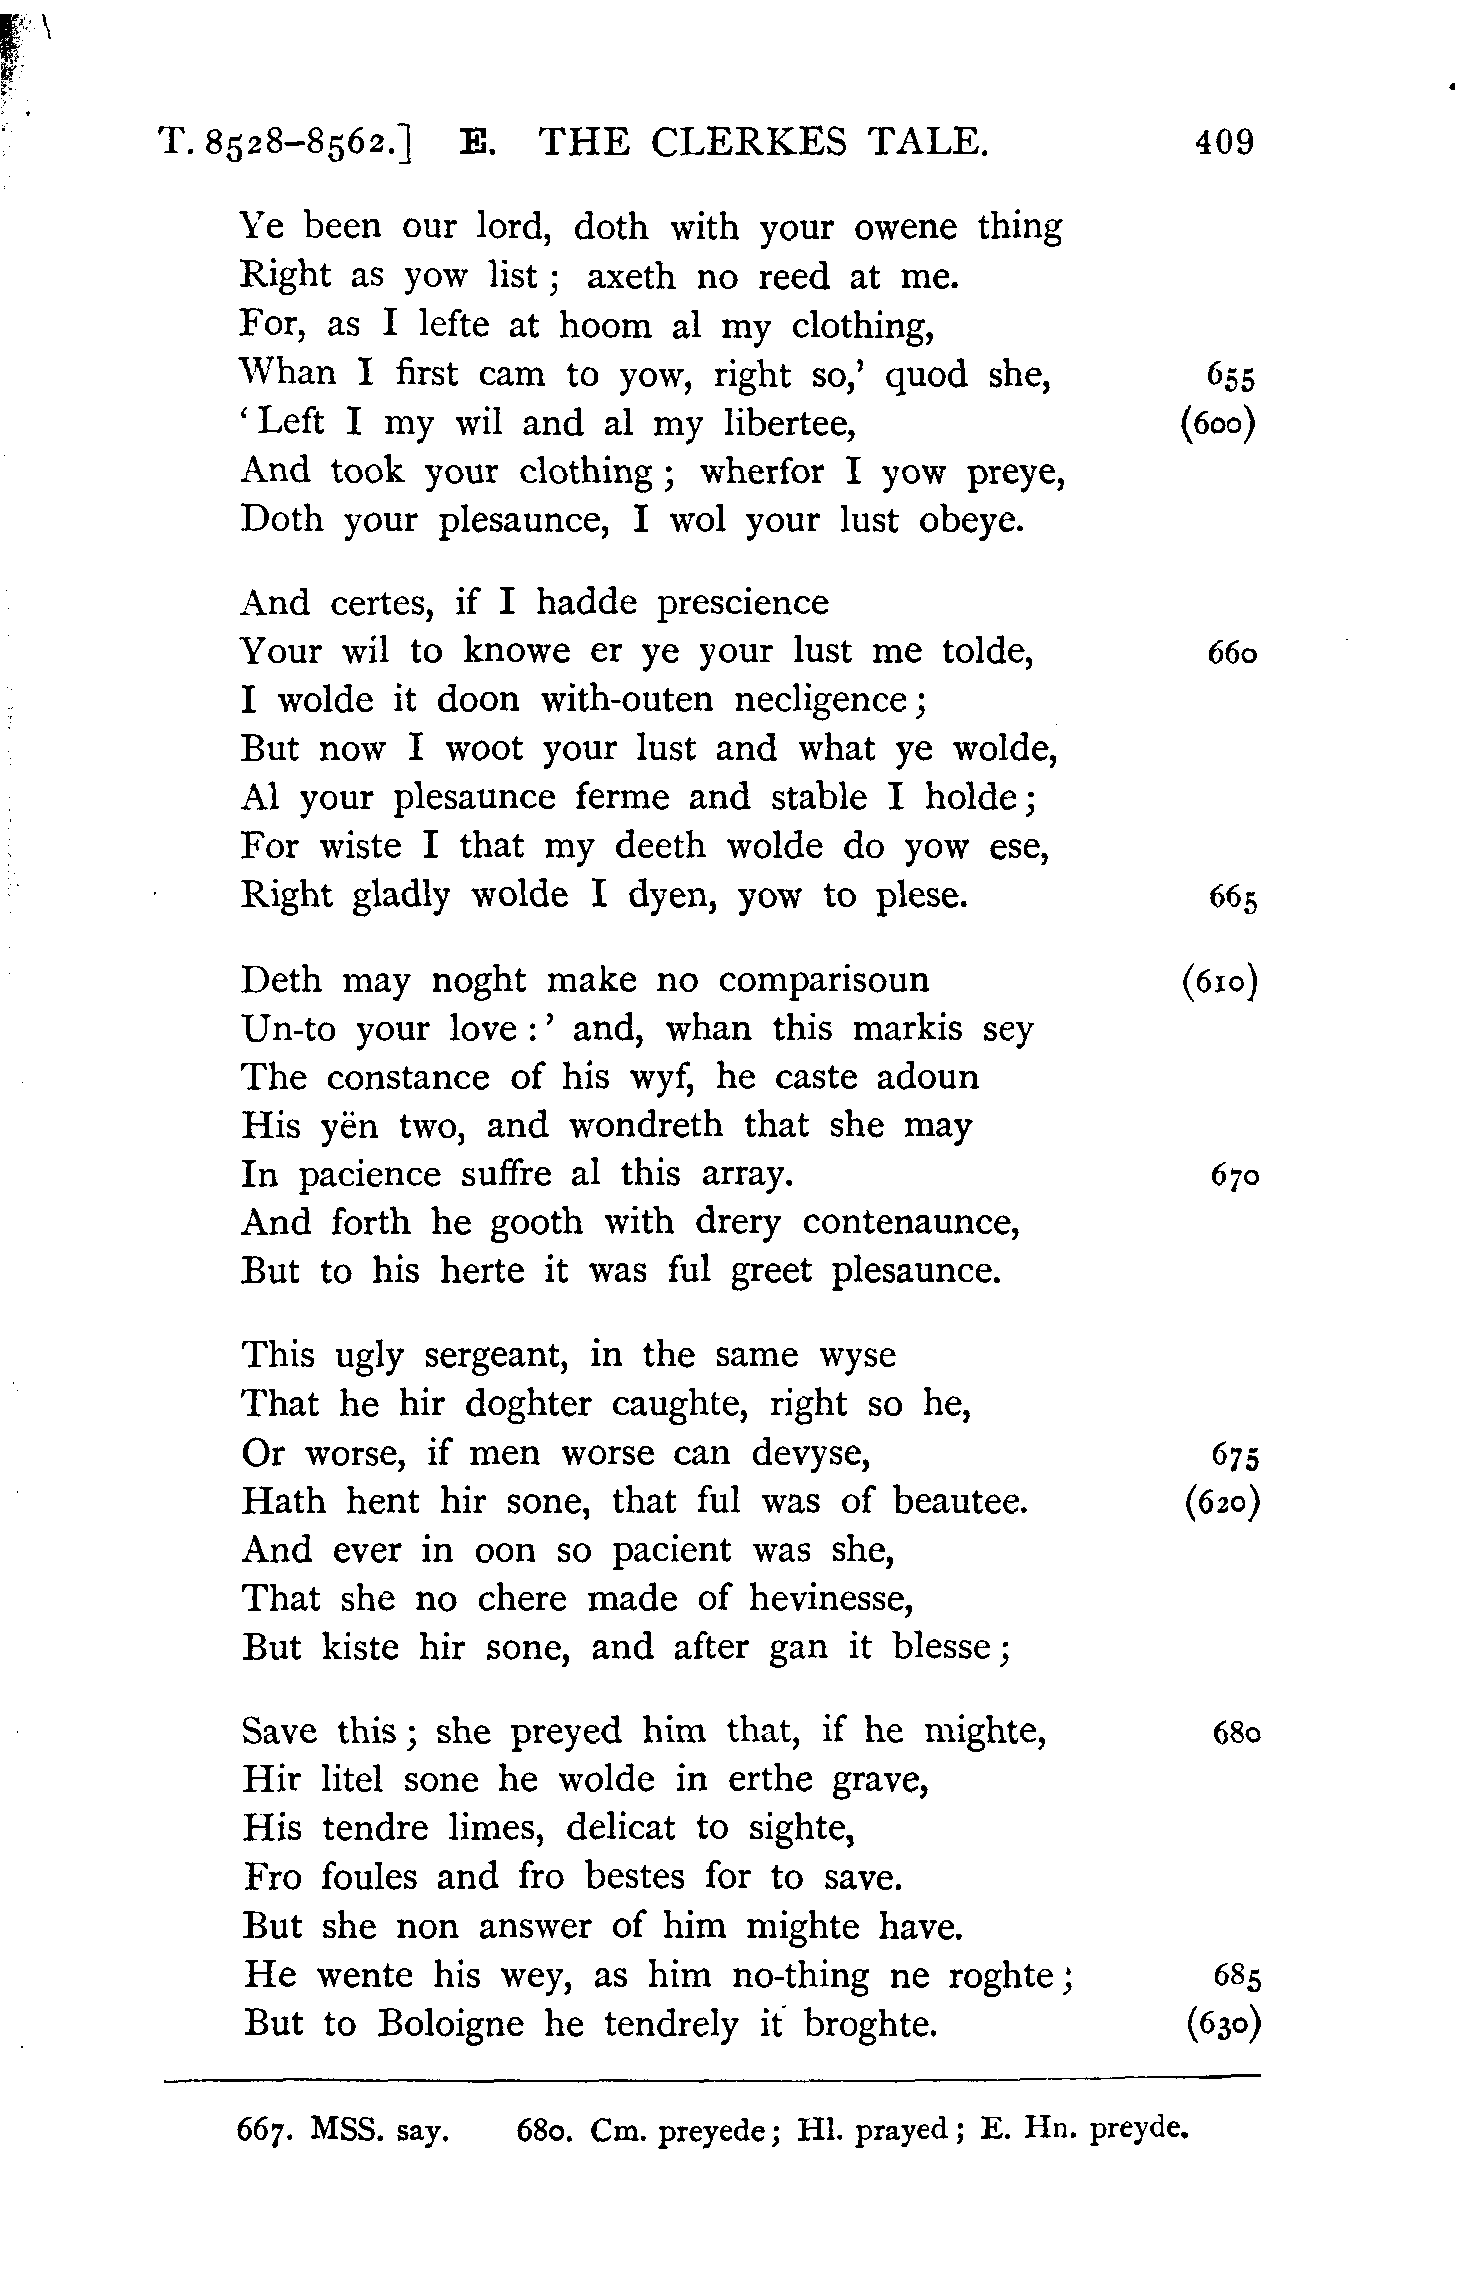 T. 8528–8562.] E. THE CLERKES TALE. 409
Ye been our lord, doth with your owene thing
Right as yow list ; axeth no reed at me.
For, as I lefte at hoom al my clothing,
Whan I first cam to yow, right so,’ quod she, 655
‘ Left I my wil and al my libertee, (600)
And took your clothing ; wherfor I yow preye,
Doth your plesaunce, I wol your lust obeye.
And certes, if I hadde prescience
Your wil to knowe er ye your lust me tolde, 660
I wolde it doon with-outen necligence ;
But now I woot your lust and what ye wolde,
Al your plesaunce ferme and stable I holde ;
For wiste I that my deeth wolde do yow ese,
Right gladly wolde I dyen, yow to plese. 665
Deth may noght make no comparisoun (610)
Un-to your love :’ and, whan this markis sey
The constance of his wyf, he caste adoun
His yën two, and wondreth that she may
In pacience suffre al this array. 670
And forth he gooth with drery contenaunce,
But to his herte it was ful greet plesaunce.
This ugly sergeant, in the same wyse
That he hir doghter caughte, right so he,
Or worse, if men worse can devyse, 675
Hath hent hir sone, that ful was of beautee. (620)
And ever in oon so pacient was she,
That she no chere made of hevinesse,
But kiste hir sone, and after gan it blesse ;
Save this ; she preyed him that, if he mighte, 680
Hir litel sone he wolde in erthe grave,
His tendre limes, delicat to sighte,
Fro foules and fro bestes for to save.
But she non answer of him mighte have.
He wente his wey, as him no-thing ne roghte ; 685
But to Boloigne he tendrely it broghte. (630)
667. MSS. say. 680. Cm. preyede ; Hl. prayed ; E. Hn. preyde.